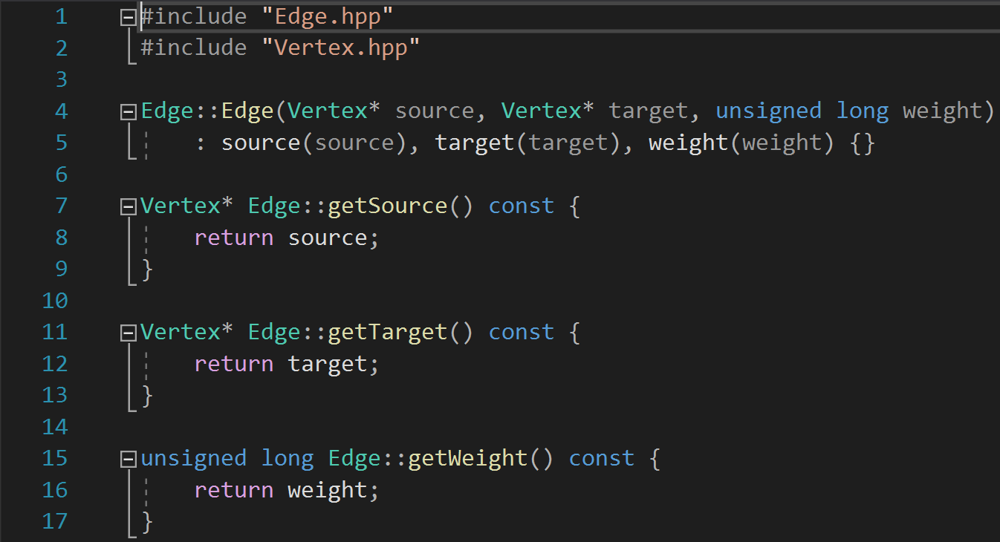 1 #include "Edge.hpp"
2 #include "Vertex.hpp"
3
4 Edge::Edge(Vertex* source, Vertex* target, unsigned long weight)
5     : source(source), target(target), weight(weight) {}
6
7 Vertex* Edge::getSource() const {
8     return source;
9 }
10
11 Vertex* Edge::getTarget() const {
12     return target;
13 }
14
15 unsigned long Edge::getWeight() const {
16     return weight;
17 }